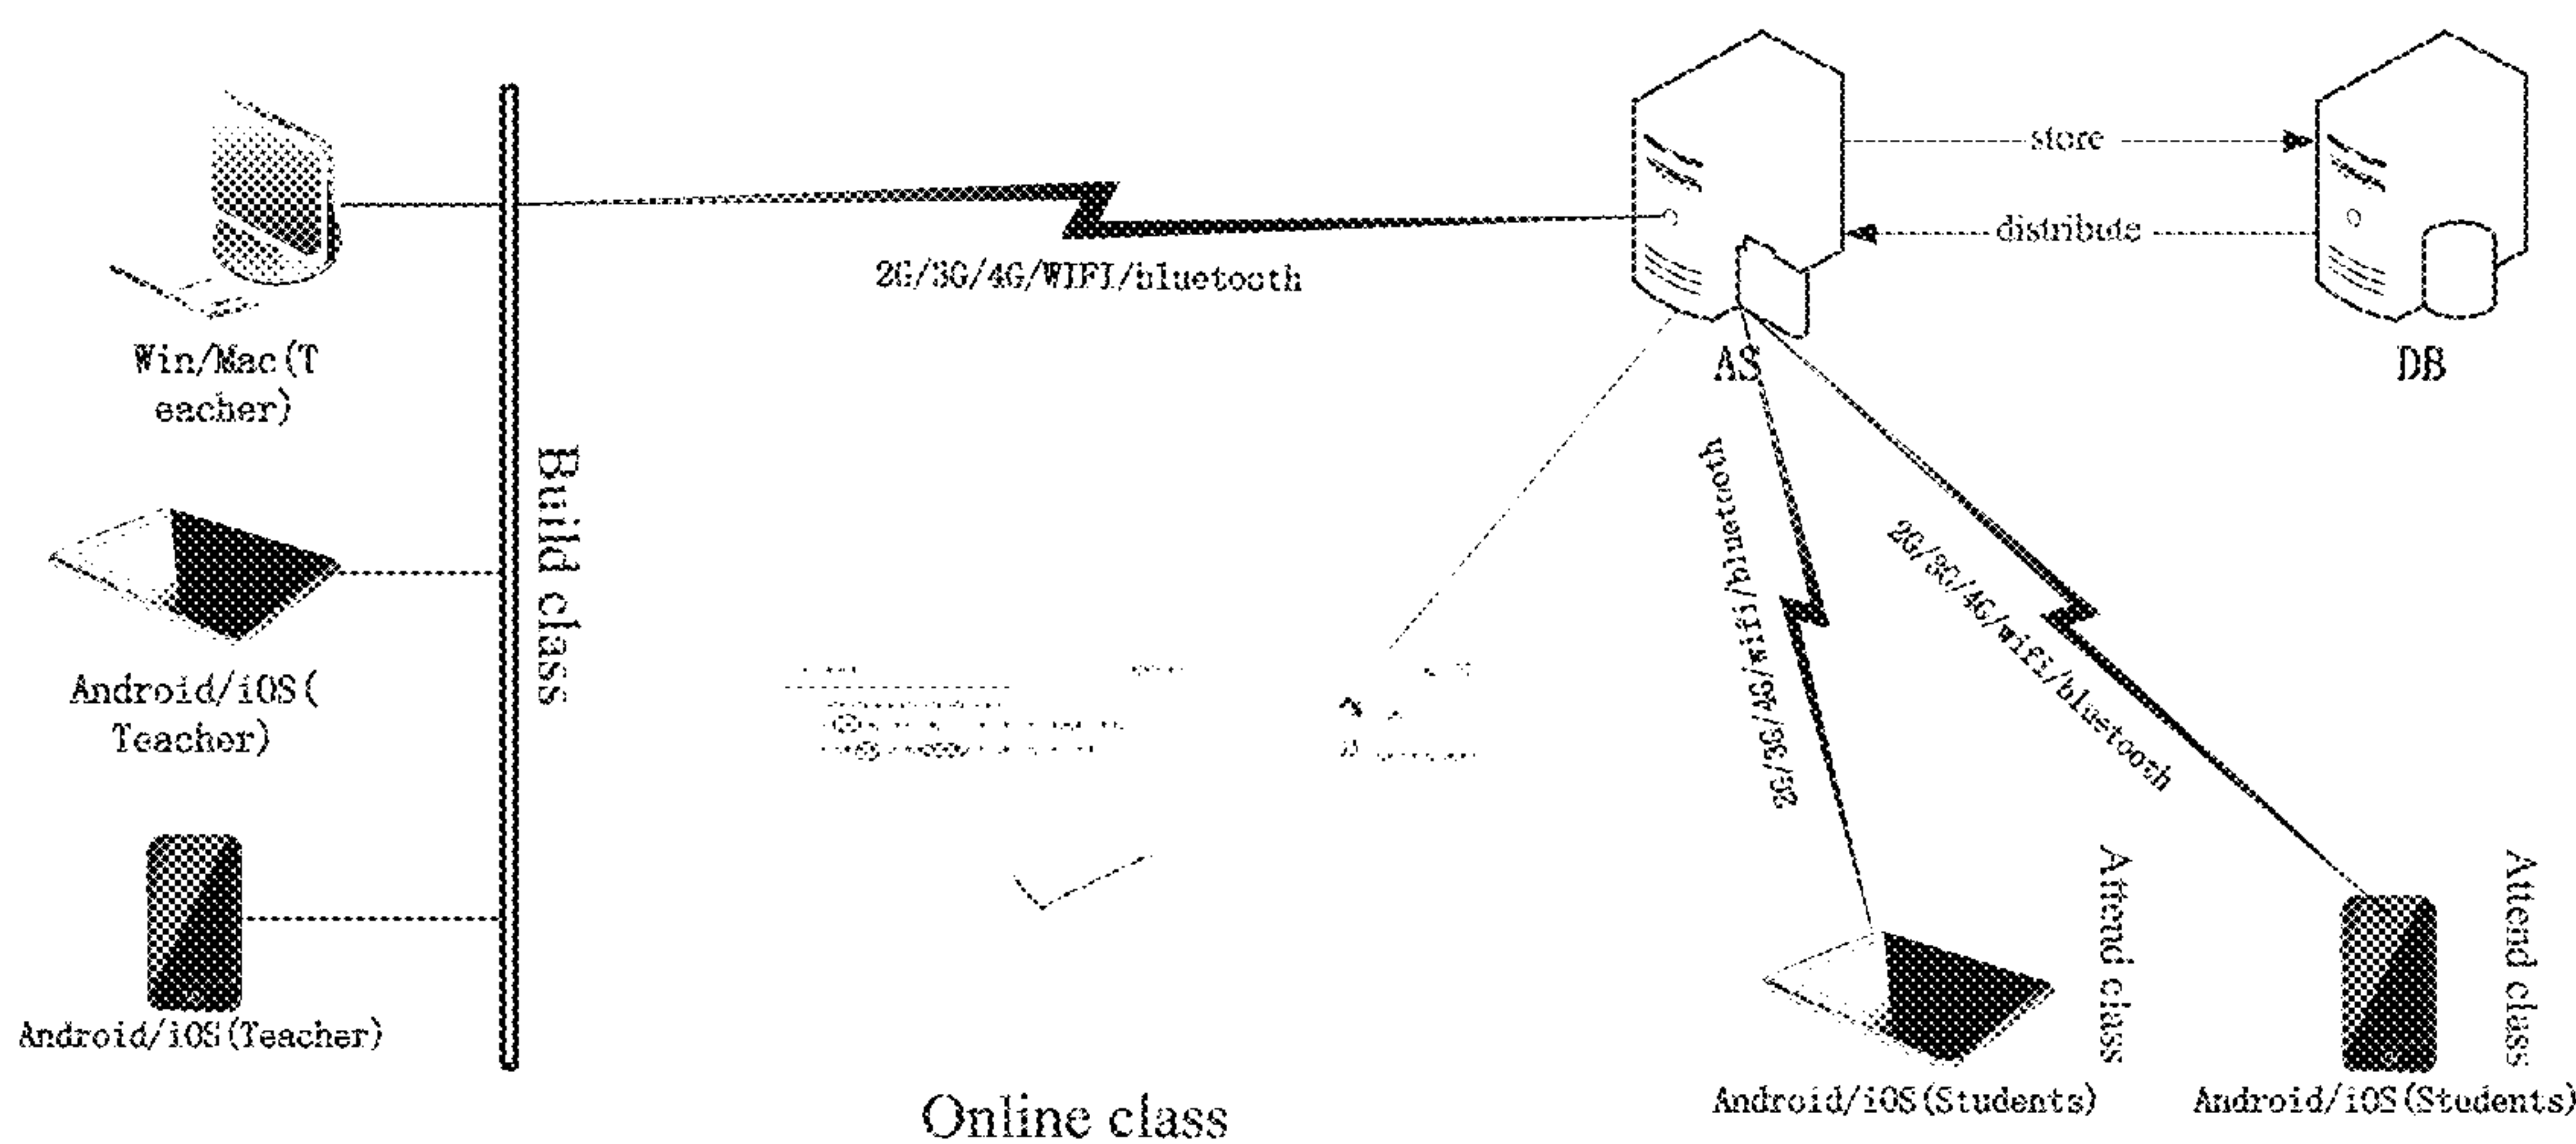 store
distribute
2G/3G/4G/WIFI/bluetooth
Win/Mac(T
eacher)
AS
DB
Build class
2G/3G/4G/wifi/bluetooth
2G/3G/4G/wifi/bluetooth
Android/iOS(
Teacher)
Attend class
Attend class
Android/iOS(Teacher)
Android/iOS(Students)
Android/iOS(Students)
Online class